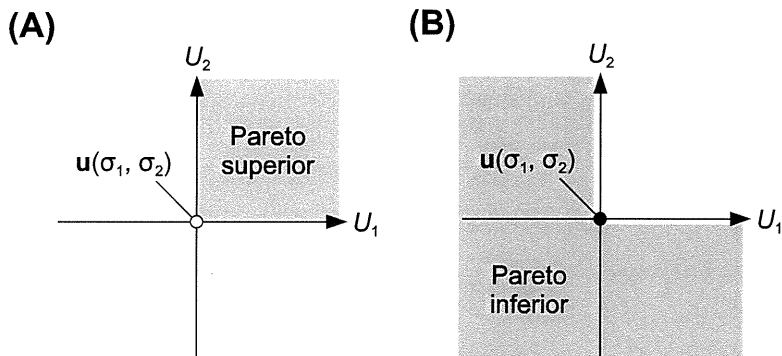 (A)
U₂
Pareto
superior
u(σ₁, σ₂)
U₁
(B)
U₂
u(σ₁, σ₂)
U₁
Pareto
inferior